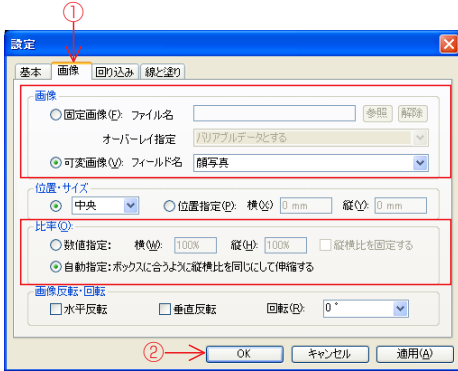 ①
設定
基本 画像 回り込み 線と塗り
画像
固定画像(F): ファイル名 参照 解除
オーバーレイ指定 バリアブルデータとする
可変画像(V): フィールド名 顔写真
位置・サイズ
中央 位置指定(P): 横(X) 0 mm 縦(Y): 0 mm
比率(O):
数値指定: 横(W): 100% 縦(H): 100% 縦横比を固定する
自動指定:ボックスに合うように縦横比を同じにして伸縮する
画像反転・回転
水平反転 垂直反転 回転(R): 0 °
② OK キャンセル 適用(A)